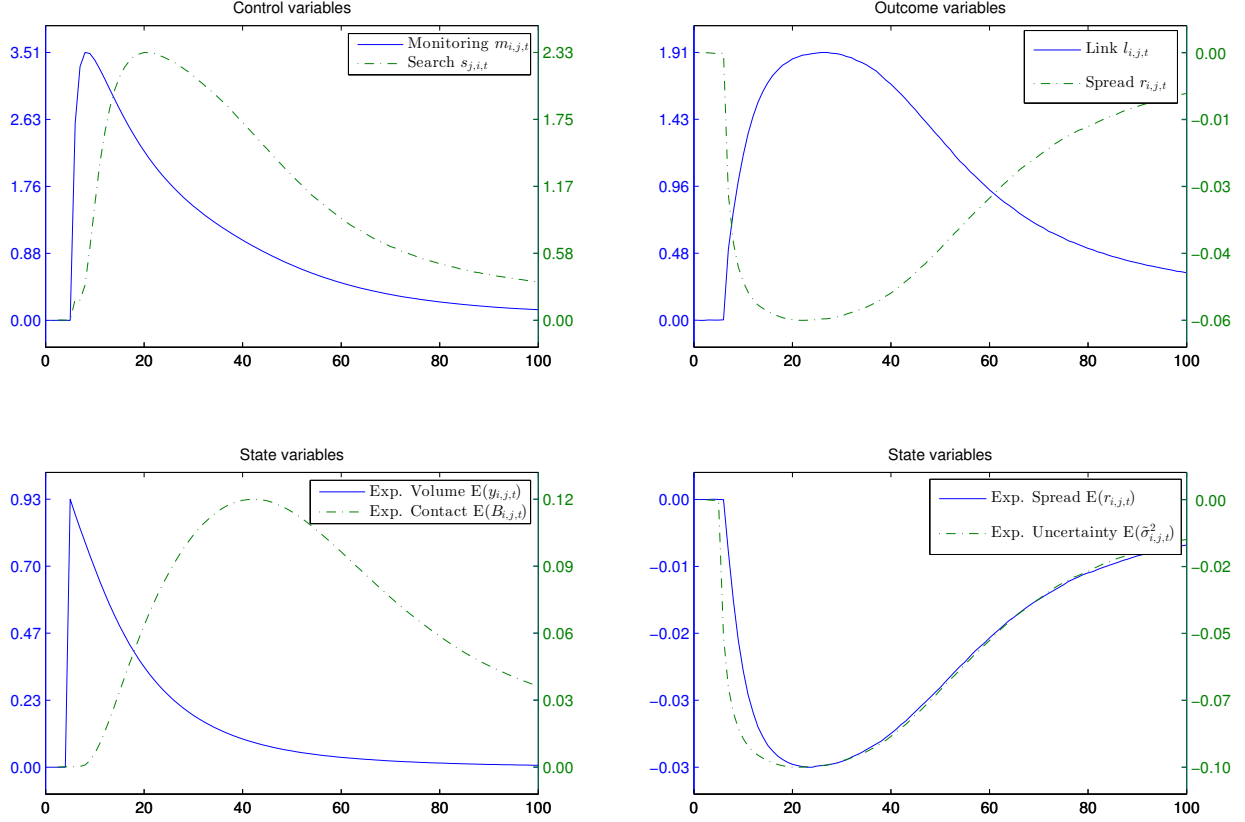 Control variables
3.51
2.63
1.76
0.88
0.00
2.33
1.75
1.17
0.58
0.00
Monitoring m_{i,j,t}
Search s_{j,i,t}
0 20 40 60 80 100
Outcome variables
1.91
1.43
0.96
0.48
0.00
0.00
−0.01
−0.03
−0.04
−0.06
Link l_{i,j,t}
Spread r_{i,j,t}
0 20 40 60 80 100
State variables
0.93
0.70
0.47
0.23
0.00
0.12
0.09
0.06
0.03
0.00
Exp. Volume E(y_{i,j,t})
Exp. Contact E(B_{i,j,t})
0 20 40 60 80 100
State variables
0.00
−0.01
−0.02
−0.03
−0.03
0.00
−0.02
−0.05
−0.07
−0.10
Exp. Spread E(r_{i,j,t})
Exp. Uncertainty E(σ̃²_{i,j,t})
0 20 40 60 80 100